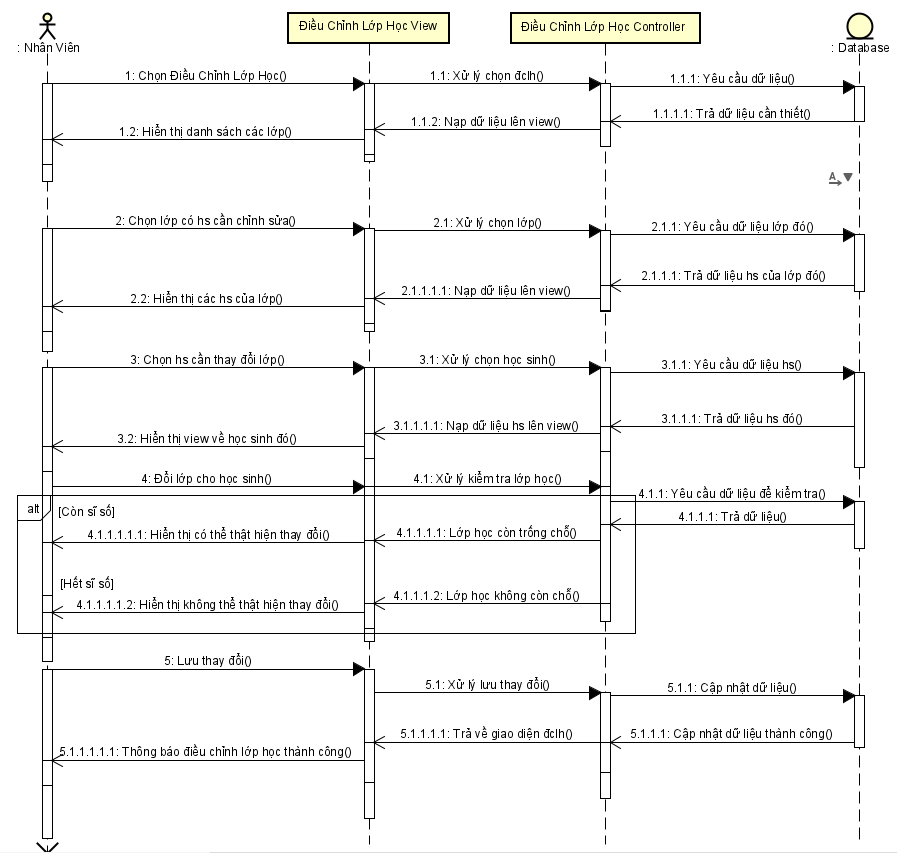 Điều Chỉnh Lớp Học View
Điều Chỉnh Lớp Học Controller
: Nhân Viên
: Database
1: Chọn Điều Chỉnh Lớp Học()
1.1: Xử lý chọn đclh()
1.1.1: Yêu cầu dữ liệu()
1.1.1.1: Trả dữ liệu cần thiết()
1.1.2: Nạp dữ liệu lên view()
1.2: Hiển thị danh sách các lớp()
A
2: Chọn lớp có hs cần chỉnh sửa()
2.1: Xử lý chọn lớp()
2.1.1: Yêu cầu dữ liệu lớp đó()
2.1.1.1: Trả dữ liệu hs của lớp đó()
2.1.1.1.1: Nạp dữ liệu lên view()
2.2: Hiển thị các hs của lớp()
3: Chọn hs cần thay đổi lớp()
3.1: Xử lý chọn học sinh()
3.1.1: Yêu cầu dữ liệu hs()
3.1.1.1: Trả dữ liệu hs đó()
3.1.1.1.1: Nạp dữ liệu hs lên view()
3.2: Hiển thị view về học sinh đó()
4: Đổi lớp cho học sinh()
4.1: Xử lý kiểm tra lớp học()
4.1.1: Yêu cầu dữ liệu để kiểm tra()
alt
[Còn sĩ số]
4.1.1.1: Trả dữ liệu()
4.1.1.1.1: Lớp học còn trống chỗ()
4.1.1.1.1.1: Hiển thị có thể thật hiện thay đổi()
[Hết sĩ số]
4.1.1.1.2: Lớp học không còn chỗ()
4.1.1.1.1.2: Hiển thị không thể thật hiện thay đổi()
5: Lưu thay đổi()
5.1: Xử lý lưu thay đổi()
5.1.1: Cập nhật dữ liệu()
5.1.1.1: Cập nhật dữ liệu thành công()
5.1.1.1.1: Trả về giao diện đclh()
5.1.1.1.1.1: Thông báo điều chỉnh lớp học thành công()